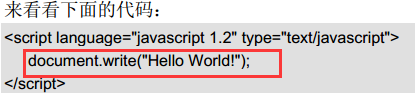 来看看下面的代码：
<script language="javascript 1.2" type="text/javascript">
document.write("Hello World!");
</script>